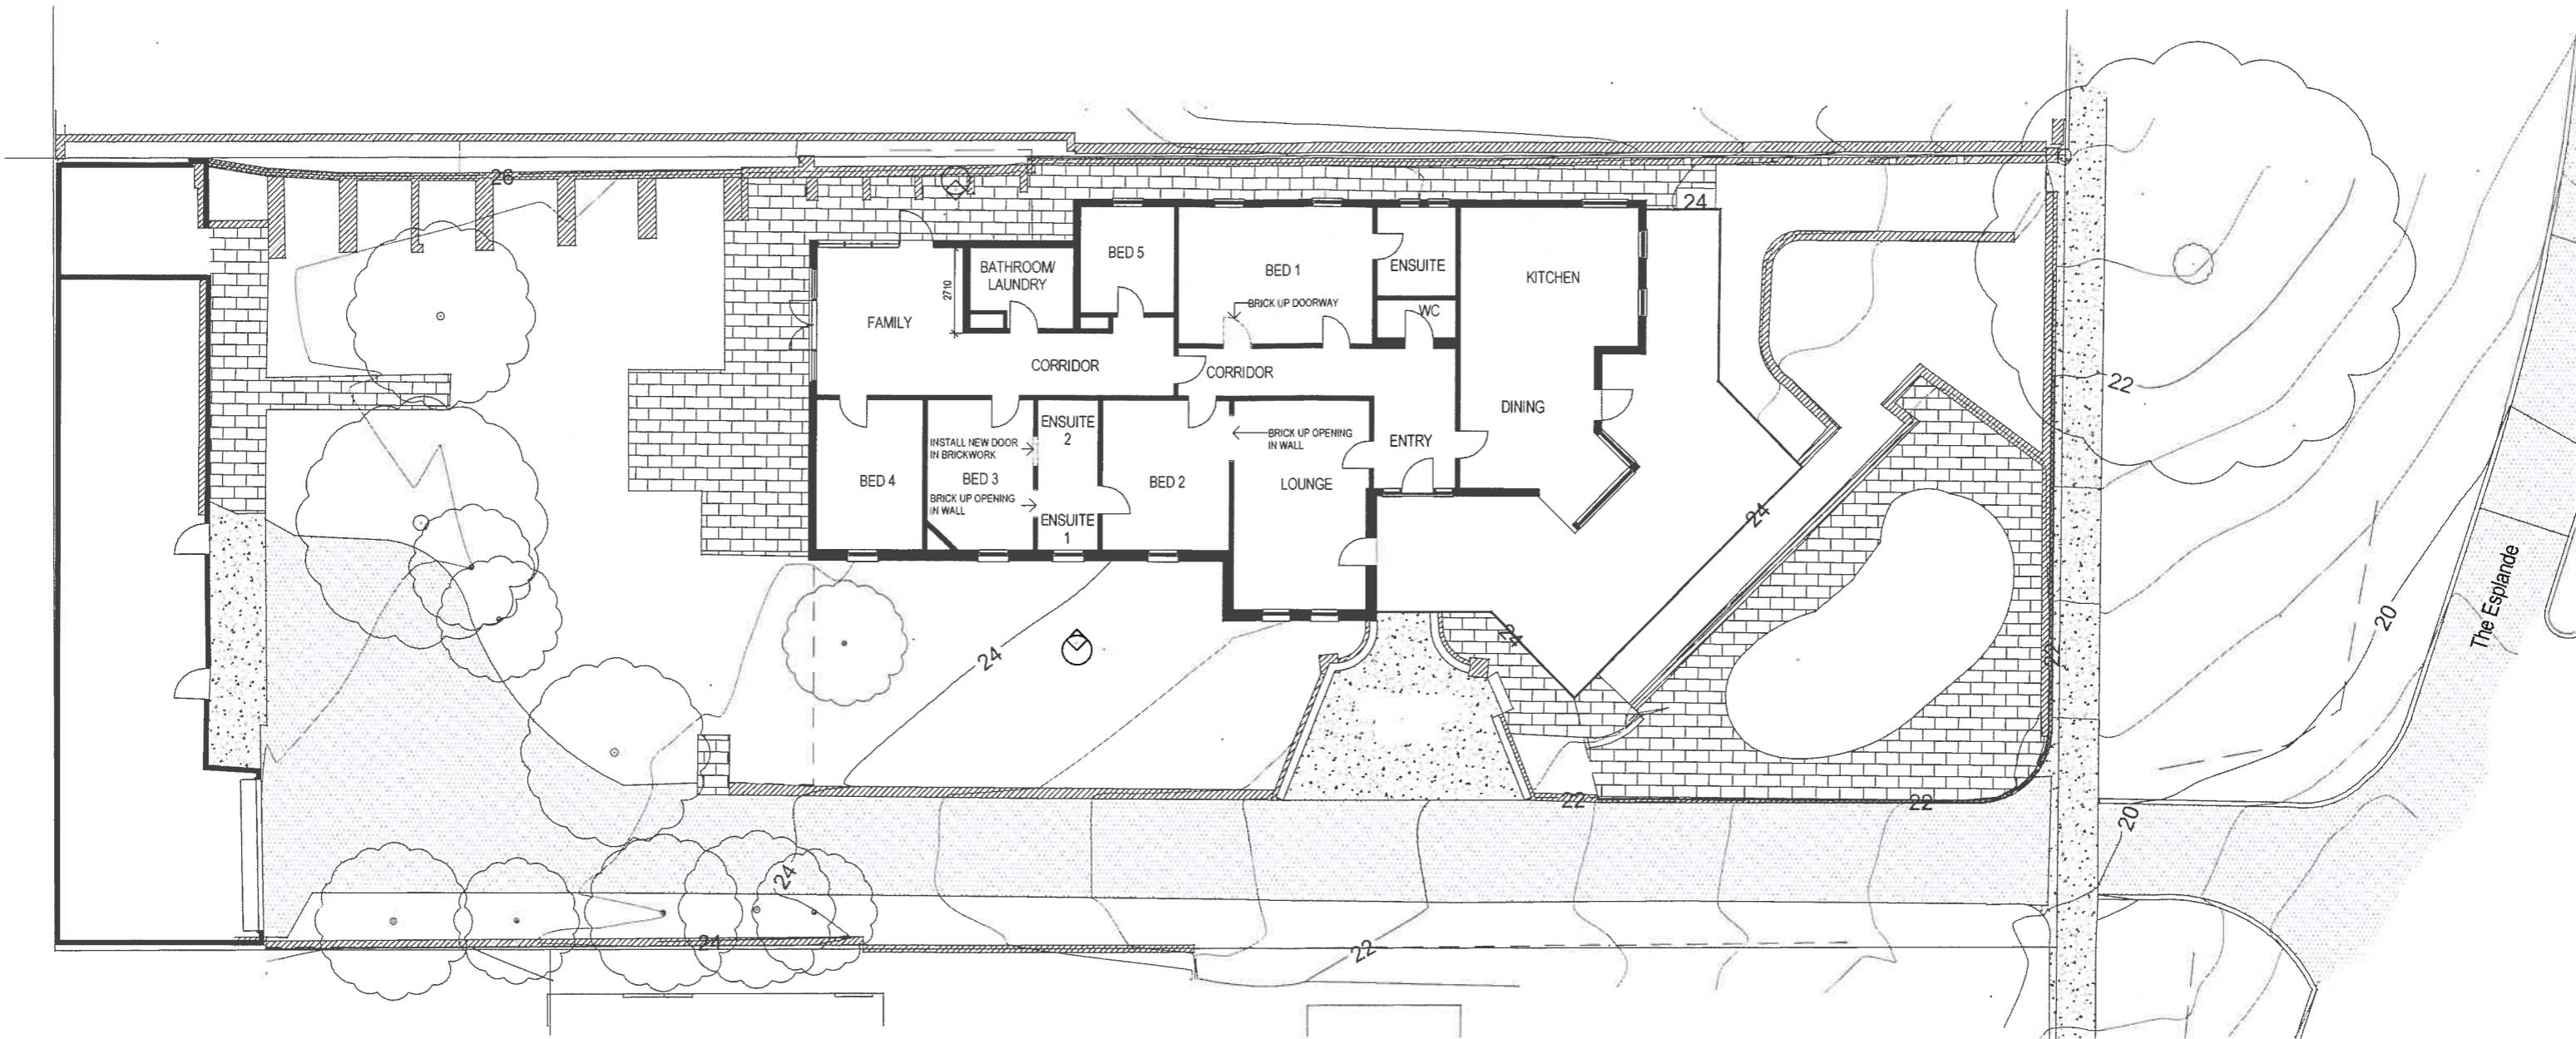 26
24
BED 5
BED 1
ENSUITE
KITCHEN
BATHROOM/
LAUNDRY
2710
BRICK UP DOORWAY
WC
FAMILY
CORRIDOR
CORRIDOR
22
DINING
ENSUITE
2
BRICK UP OPENING
IN WALL
ENTRY
INSTALL NEW DOOR
IN BRICKWORK
BED 4
BED 3
BED 2
LOUNGE
BRICK UP OPENING
IN WALL
ENSUITE
1
24
The Esplande
20
24
24
22
22
22
20
24
24
22